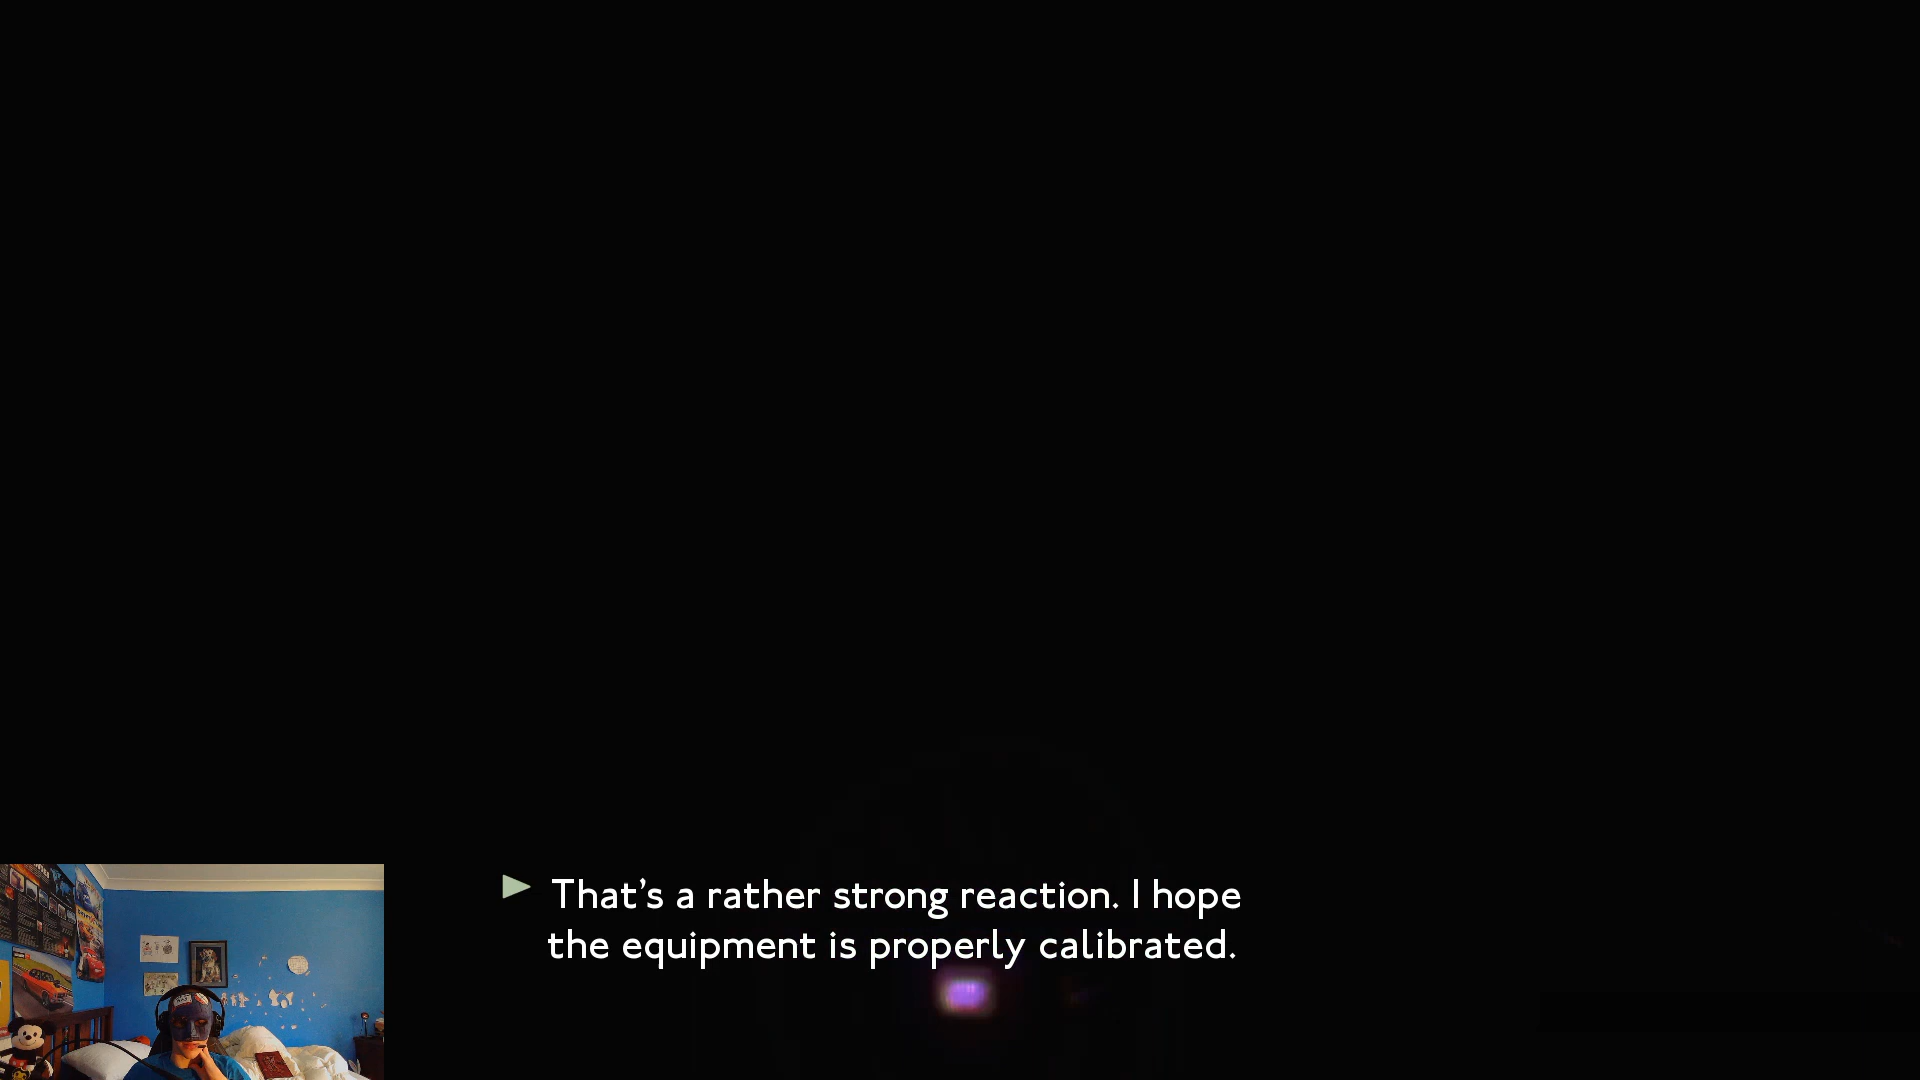 That's a rather strong reaction. I hope
the equipment is properly calibrated.